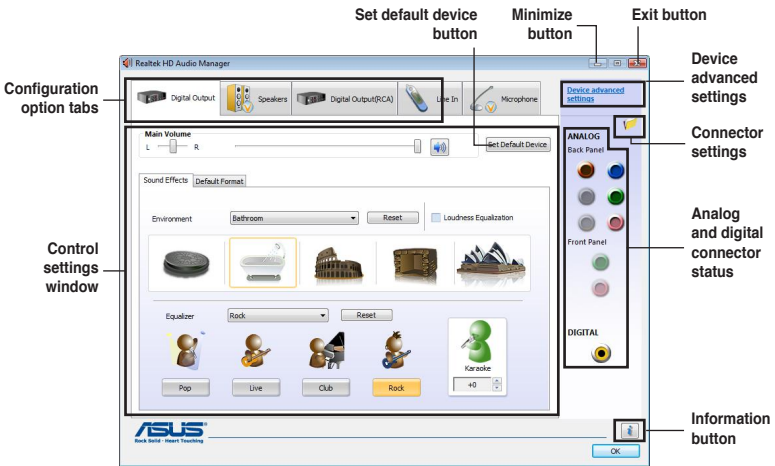 Set default device
button
Minimize
button
Exit button
Realtek HD Audio Manager
Configuration
option tabs
Digital Output
Speakers
Digital Output(RCA)
Line In
Microphone
Device advanced
settings
Device
advanced
settings
Main Volume
L
R
Set Default Device
Connector
settings
ANALOG
Back Panel
Sound Effects
Default Format
Environment
Bathroom
Reset
Loudness Equalization
Control
settings
window
Analog
and digital
connector
status
Front Panel
Equalizer
Rock
Reset
DIGITAL
Karaoke
Pop
Live
Club
Rock
+0
ASUS
Rock Solid · Heart Touching
Information
button
OK